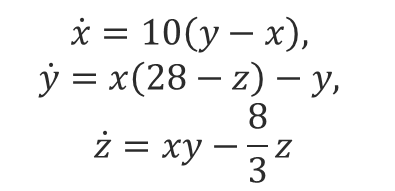 ẋ = 10(y − x),
ẏ = x(28 − z) − y,
ż = xy − 8/3 z